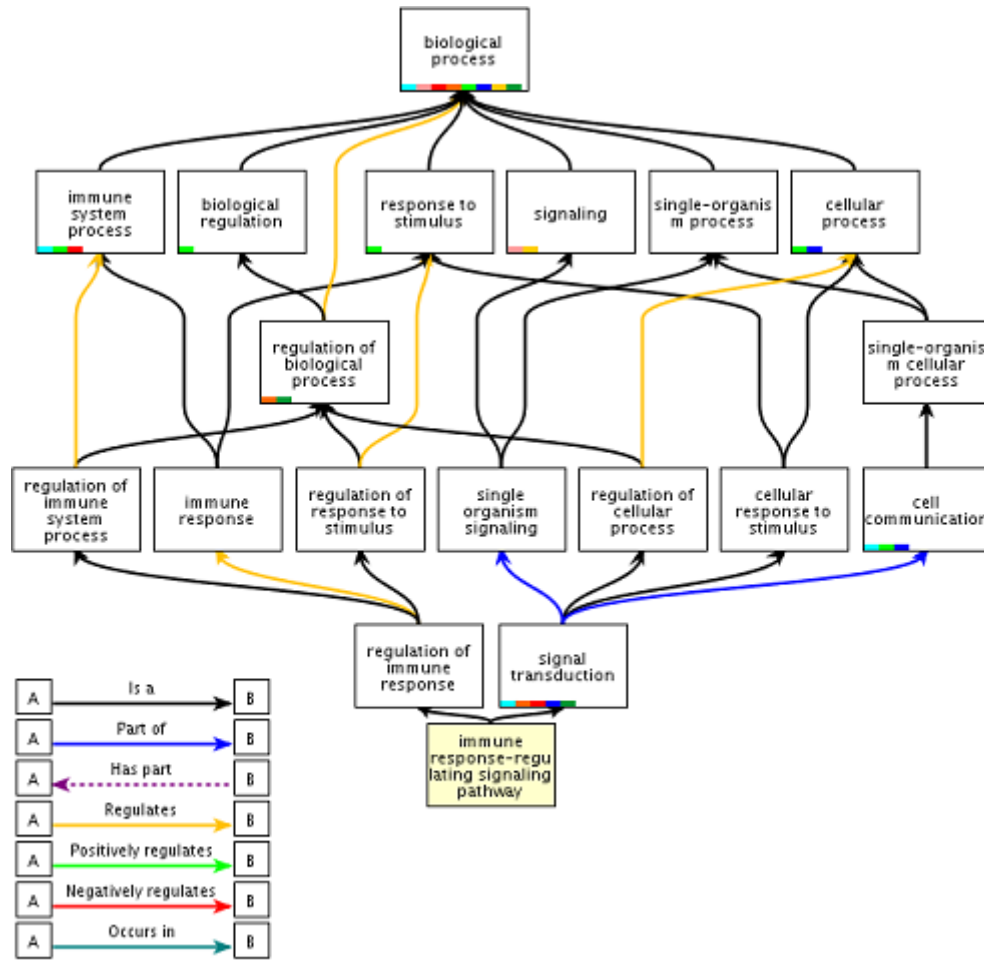 biological
process
immune
system
process
biological
regulation
response to
stimulus
signaling
single-organis
m process
cellular
process
regulation of
biological
process
single-organis
m cellular
process
regulation of
immune
system
process
immune
response
regulation of
response to
stimulus
single
organism
signaling
regulation of
cellular
process
cellular
response to
stimulus
cell
communication
regulation of
immune
response
signal
transduction
immune
response-regu
lating signaling
pathway
A Is a B
A Part of B
A Has part B
A Regulates B
A Positively regulates B
A Negatively regulates B
A Occurs in B